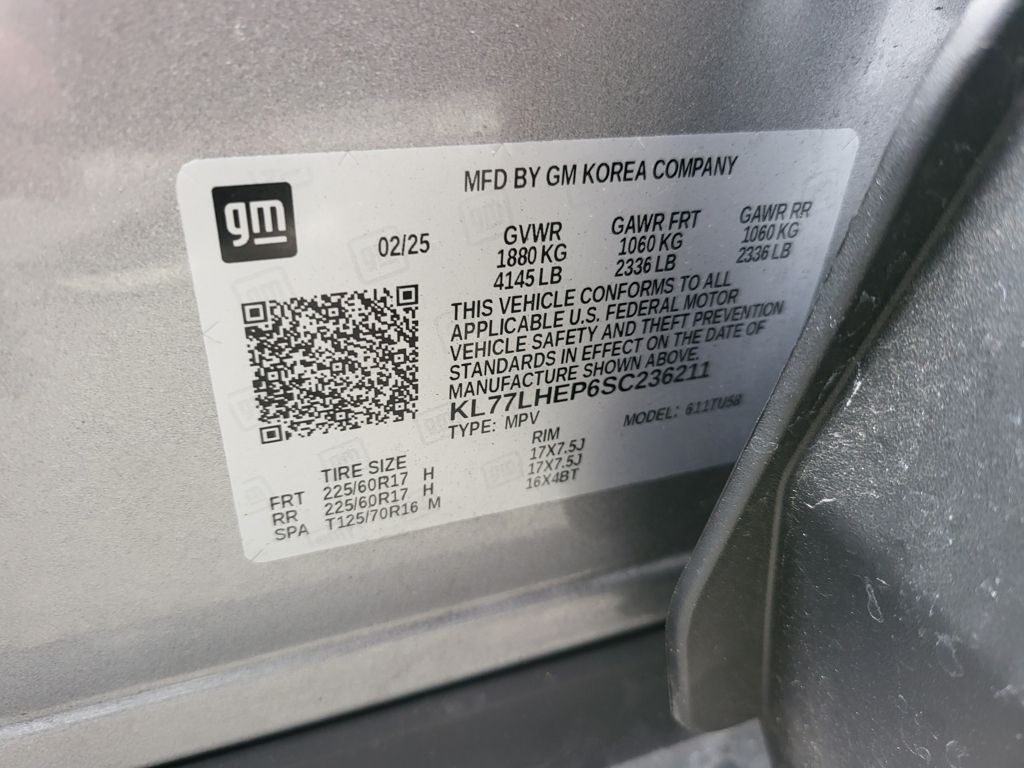 MFD BY GM KOREA COMPANY
gm
02/25
GVWR GAWR FRT GAWR RR
1880 KG 1060 KG 1060 KG
4145 LB 2336 LB 2336 LB
THIS VEHICLE CONFORMS TO ALL
APPLICABLE U.S. FEDERAL MOTOR
VEHICLE SAFETY AND THEFT PREVENTION
STANDARDS IN EFFECT ON THE DATE OF
MANUFACTURE SHOWN ABOVE.
KL77LHEP6SC236211
TYPE: MPV MODEL: 611TU58
TIRE SIZE RIM
FRT 225/60R17 H 17X7.5J
RR 225/60R17 H 17X7.5J
SPA T125/70R16 M 16X4BT